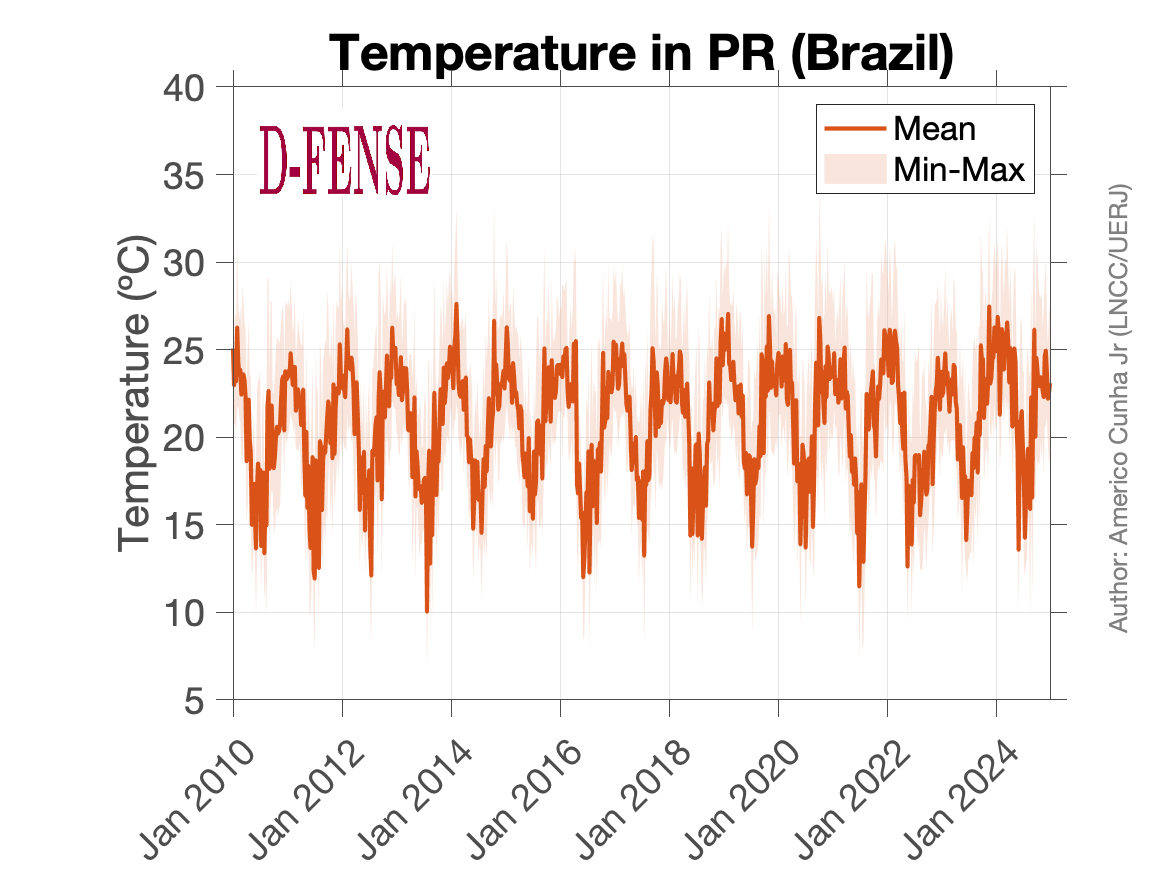 Temperature in PR (Brazil)
D-FENSE
Mean
Min-Max
Temperature (ºC)
40
35
30
25
20
15
10
5
Jan 2010
Jan 2012
Jan 2014
Jan 2016
Jan 2018
Jan 2020
Jan 2022
Jan 2024
Author: Americo Cunha Jr (LNCC/UERJ)